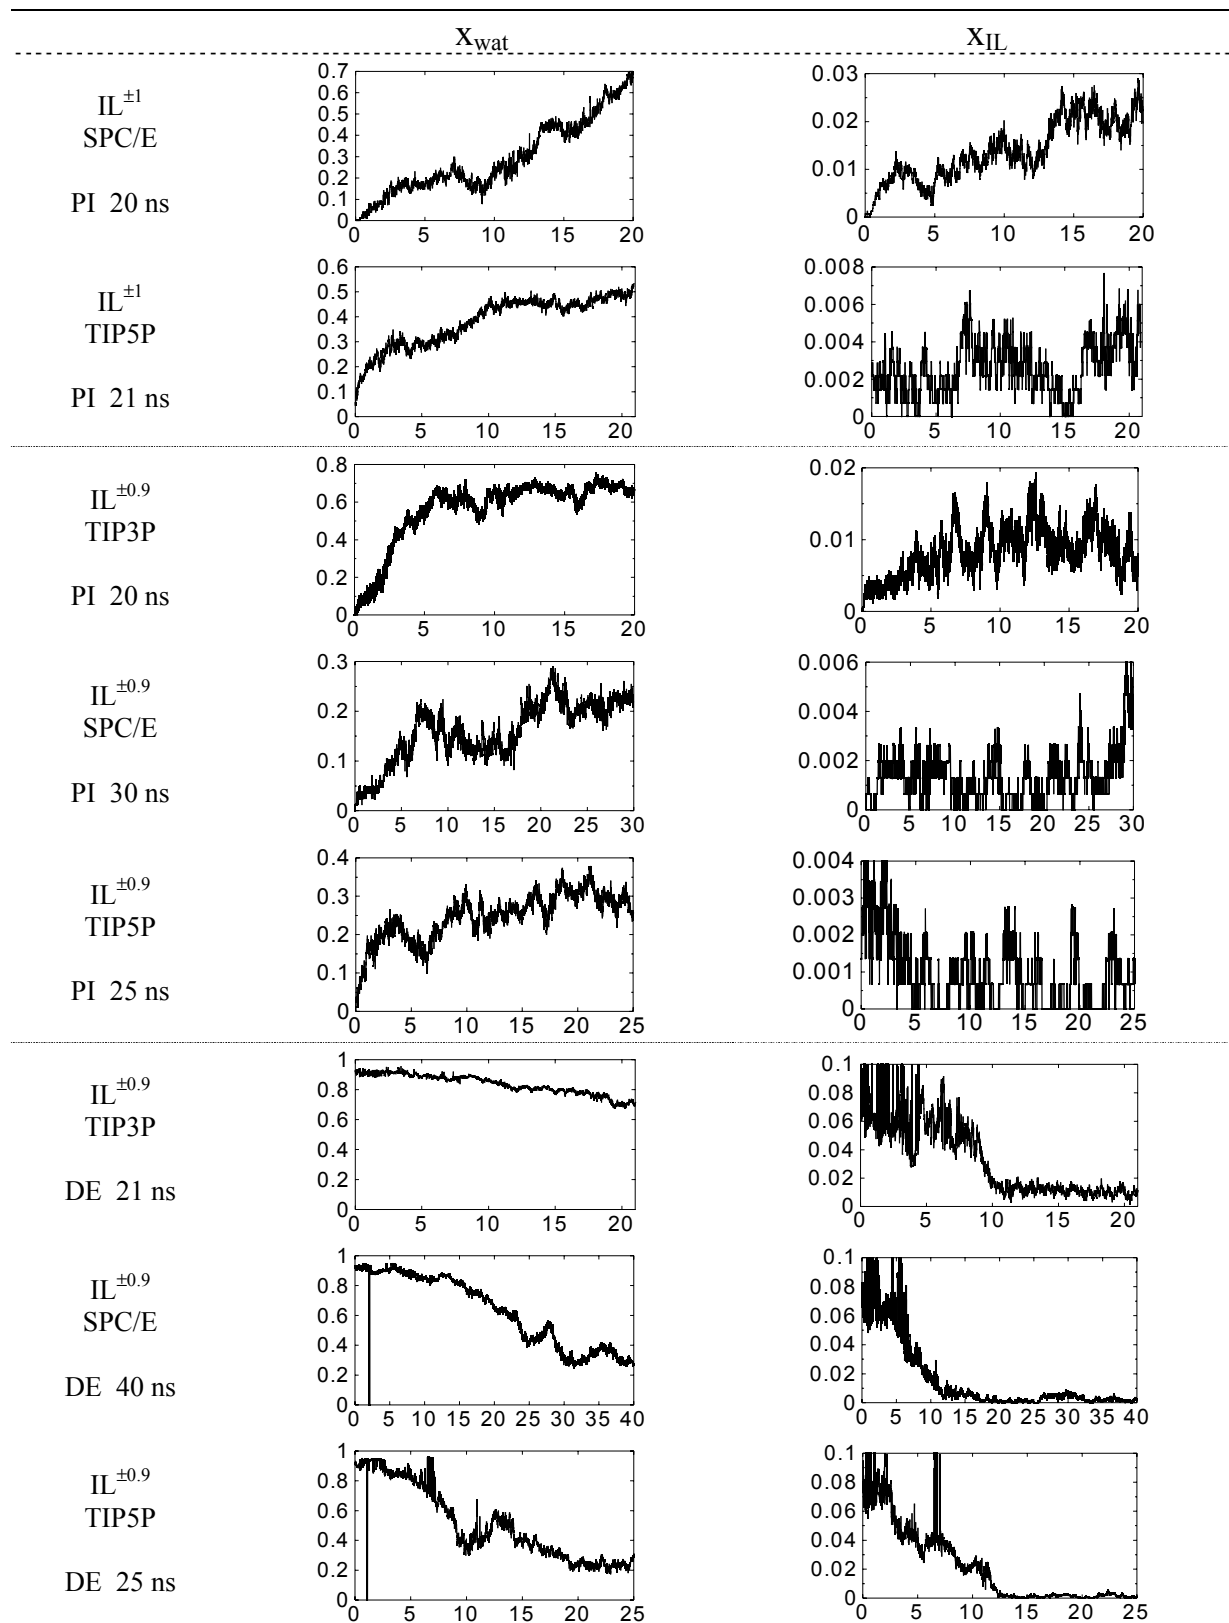 x_wat x_IL
IL^±1
SPC/E
PI 20 ns
0.7
0.6
0.5
0.4
0.3
0.2
0.1
0
0 5 10 15 20
0.03
0.02
0.01
0
0 5 10 15 20
IL^±1
TIP5P
PI 21 ns
0.6
0.5
0.4
0.3
0.2
0.1
0
0 5 10 15 20
0.008
0.006
0.004
0.002
0
0 5 10 15 20
IL^±0.9
TIP3P
PI 20 ns
0.8
0.6
0.4
0.2
0
0 5 10 15 20
0.02
0.01
0
0 5 10 15 20
IL^±0.9
SPC/E
PI 30 ns
0.3
0.2
0.1
0
0 5 10 15 20 25 30
0.006
0.004
0.002
0
0 5 10 15 20 25 30
IL^±0.9
TIP5P
PI 25 ns
0.4
0.3
0.2
0.1
0
0 5 10 15 20 25
0.004
0.003
0.002
0.001
0
0 5 10 15 20 25
IL^±0.9
TIP3P
DE 21 ns
1
0.8
0.6
0.4
0.2
0
0 5 10 15 20
0.1
0.08
0.06
0.04
0.02
0
0 5 10 15 20
IL^±0.9
SPC/E
DE 40 ns
1
0.8
0.6
0.4
0.2
0
0 5 10 15 20 25 30 35 40
0.1
0.08
0.06
0.04
0.02
0
0 5 10 15 20 25 30 35 40
IL^±0.9
TIP5P
DE 25 ns
1
0.8
0.6
0.4
0.2
0
0 5 10 15 20 25
0.1
0.08
0.06
0.04
0.02
0
0 5 10 15 20 25